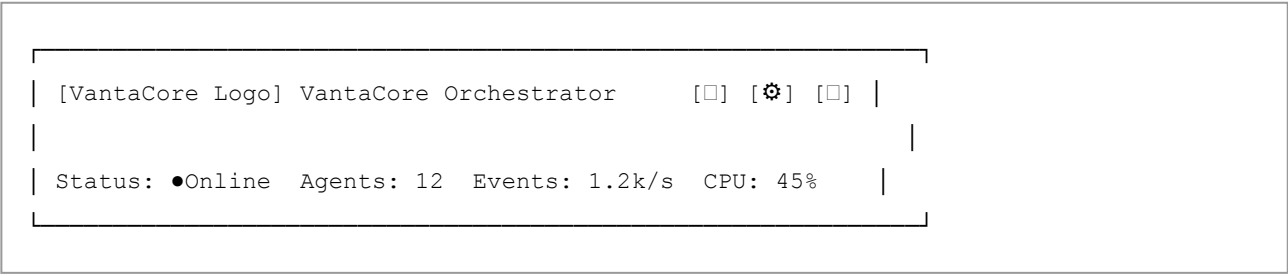 [VantaCore Logo] VantaCore Orchestrator [□] [⚙] [□]
Status: ●Online Agents: 12 Events: 1.2k/s CPU: 45%